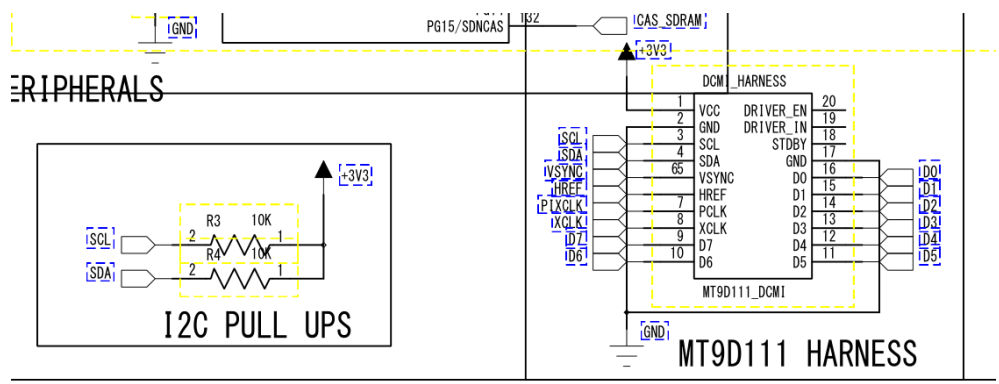 GND
PG15/SDNCAS
132
CAS_SDRAM
+3V3
ERIPHERALS
DCMI_HARNESS
1 VCC DRIVER_EN 20
2 GND DRIVER_IN 19
SCL 3 SCL STDBY 18
SDA 4 SDA GND 17
VSYNC 65 VSYNC D0 16 D0
HREF HREF D1 15 D1
PIXCLK 7 PCLK D2 14 D2
XCLK 8 XCLK D3 13 D3
D7 9 D7 D4 12 D4
D6 10 D6 D5 11 D5
MT9D111_DCMI
GND
MT9D111 HARNESS
+3V3
R3 10K
SCL 2 1
R4 10K
SDA 2 1
I2C PULL UPS